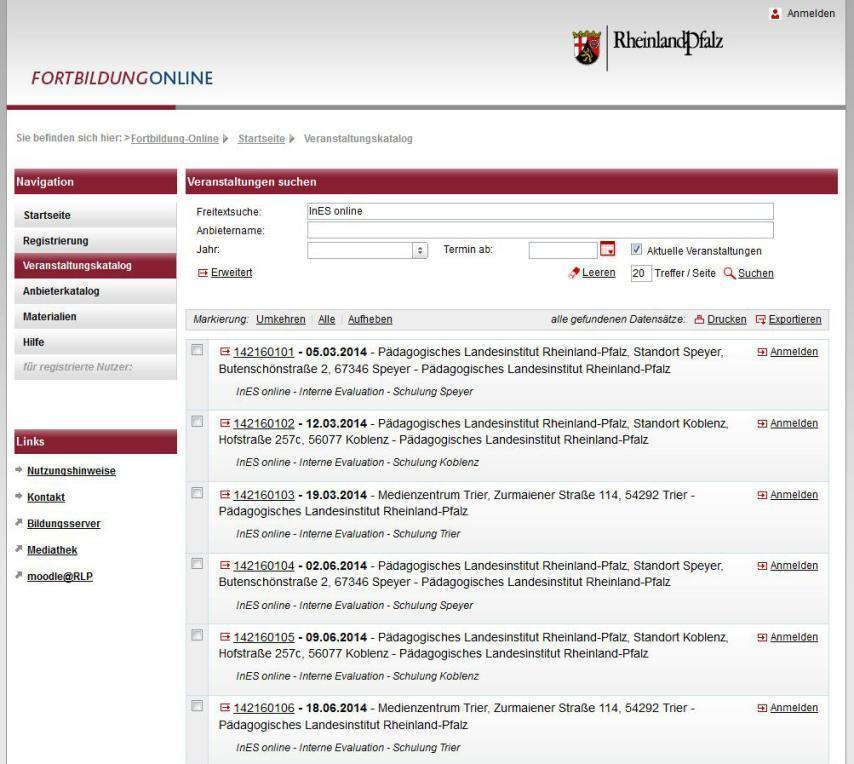 Anmelden
RheinlandPfalz
FORTBILDUNGONLINE
Sie befinden sich hier: > Fortbildung-Online Startseite Veranstaltungskatalog
Navigation
Startseite
Registrierung
Veranstaltungskatalog
Anbieterkatalog
Materialien
Hilfe
für registrierte Nutzer:
Links
Nutzungshinweise
Kontakt
Bildungsserver
Mediathek
moodle@RLP
Veranstaltungen suchen
Freitextsuche: InES online
Anbietername:
Jahr: Termin ab: Aktuelle Veranstaltungen
Erweitert Leeren 20 Treffer / Seite Suchen
Markierung: Umkehren Alle Aufheben alle gefundenen Datensätze: Drucken Exportieren
142160101 - 05.03.2014 - Pädagogisches Landesinstitut Rheinland-Pfalz, Standort Speyer, Anmelden
Butenschönstraße 2, 67346 Speyer - Pädagogisches Landesinstitut Rheinland-Pfalz
InES online - Interne Evaluation - Schulung Speyer
142160102 - 12.03.2014 - Pädagogisches Landesinstitut Rheinland-Pfalz, Standort Koblenz, Anmelden
Hofstraße 257c, 56077 Koblenz - Pädagogisches Landesinstitut Rheinland-Pfalz
InES online - Interne Evaluation - Schulung Koblenz
142160103 - 19.03.2014 - Medienzentrum Trier, Zurmaiener Straße 114, 54292 Trier - Anmelden
Pädagogisches Landesinstitut Rheinland-Pfalz
InES online - Interne Evaluation - Schulung Trier
142160104 - 02.06.2014 - Pädagogisches Landesinstitut Rheinland-Pfalz, Standort Speyer, Anmelden
Butenschönstraße 2, 67346 Speyer - Pädagogisches Landesinstitut Rheinland-Pfalz
InES online - Interne Evaluation - Schulung Speyer
142160105 - 09.06.2014 - Pädagogisches Landesinstitut Rheinland-Pfalz, Standort Koblenz, Anmelden
Hofstraße 257c, 56077 Koblenz - Pädagogisches Landesinstitut Rheinland-Pfalz
InES online - Interne Evaluation - Schulung Koblenz
142160106 - 18.06.2014 - Medienzentrum Trier, Zurmaiener Straße 114, 54292 Trier - Anmelden
Pädagogisches Landesinstitut Rheinland-Pfalz
InES online - Interne Evaluation - Schulung Trier